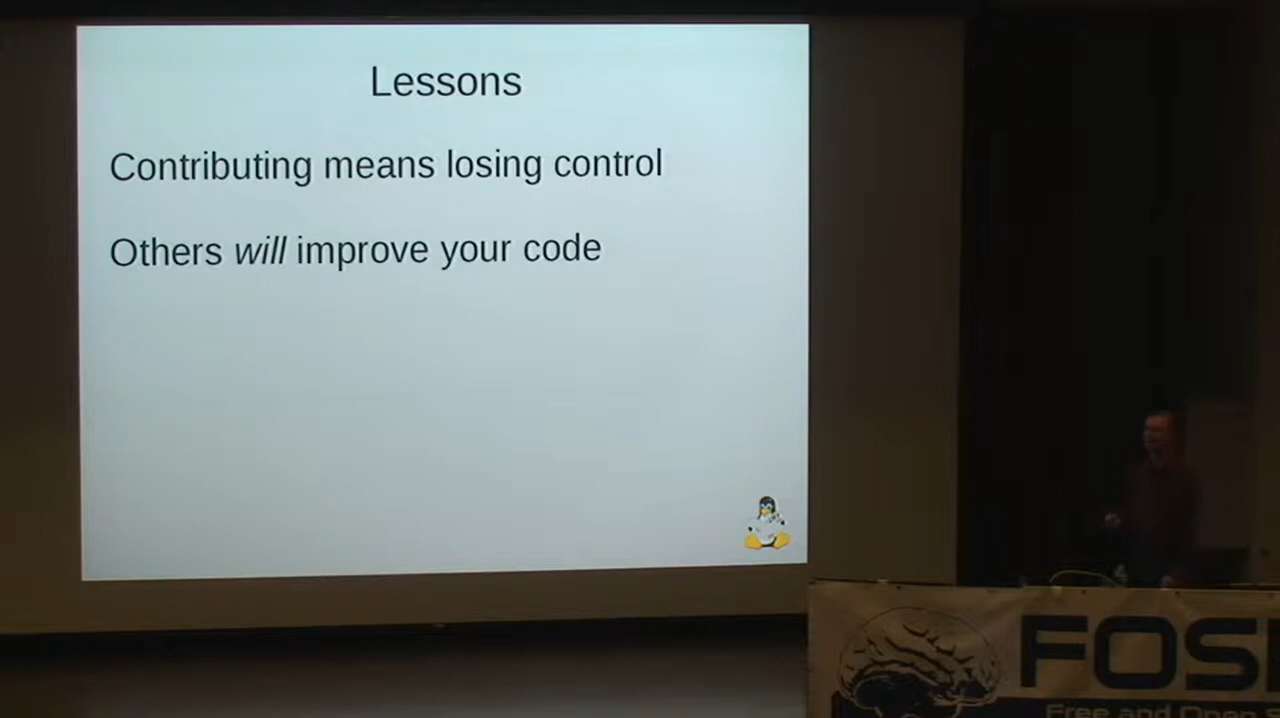 Lessons
Contributing means losing control
Others will improve your code
FOS
Free and Open